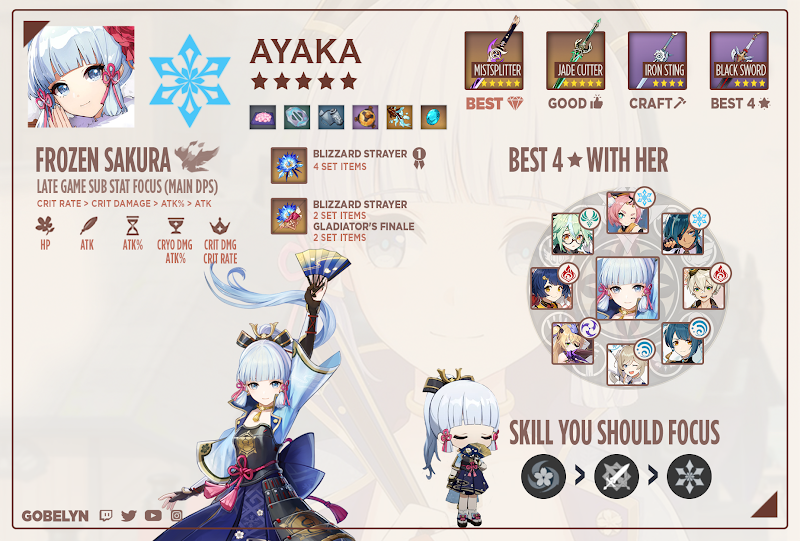 AYAKA
MISTSPLITTER
BEST
JADE CUTTER
GOOD
IRON STING
CRAFT
BLACK SWORD
BEST 4
FROZEN SAKURA
LATE GAME SUB STAT FOCUS (MAIN DPS)
CRIT RATE > CRIT DAMAGE > ATK% > ATK
HP
ATK
ATK%
CRYO DMG
ATK%
CRIT DMG
CRIT RATE
BLIZZARD STRAYER 1
4 SET ITEMS
BLIZZARD STRAYER
2 SET ITEMS
GLADIATOR'S FINALE
2 SET ITEMS
BEST 4 WITH HER
SKILL YOU SHOULD FOCUS
> >
GOBELYN